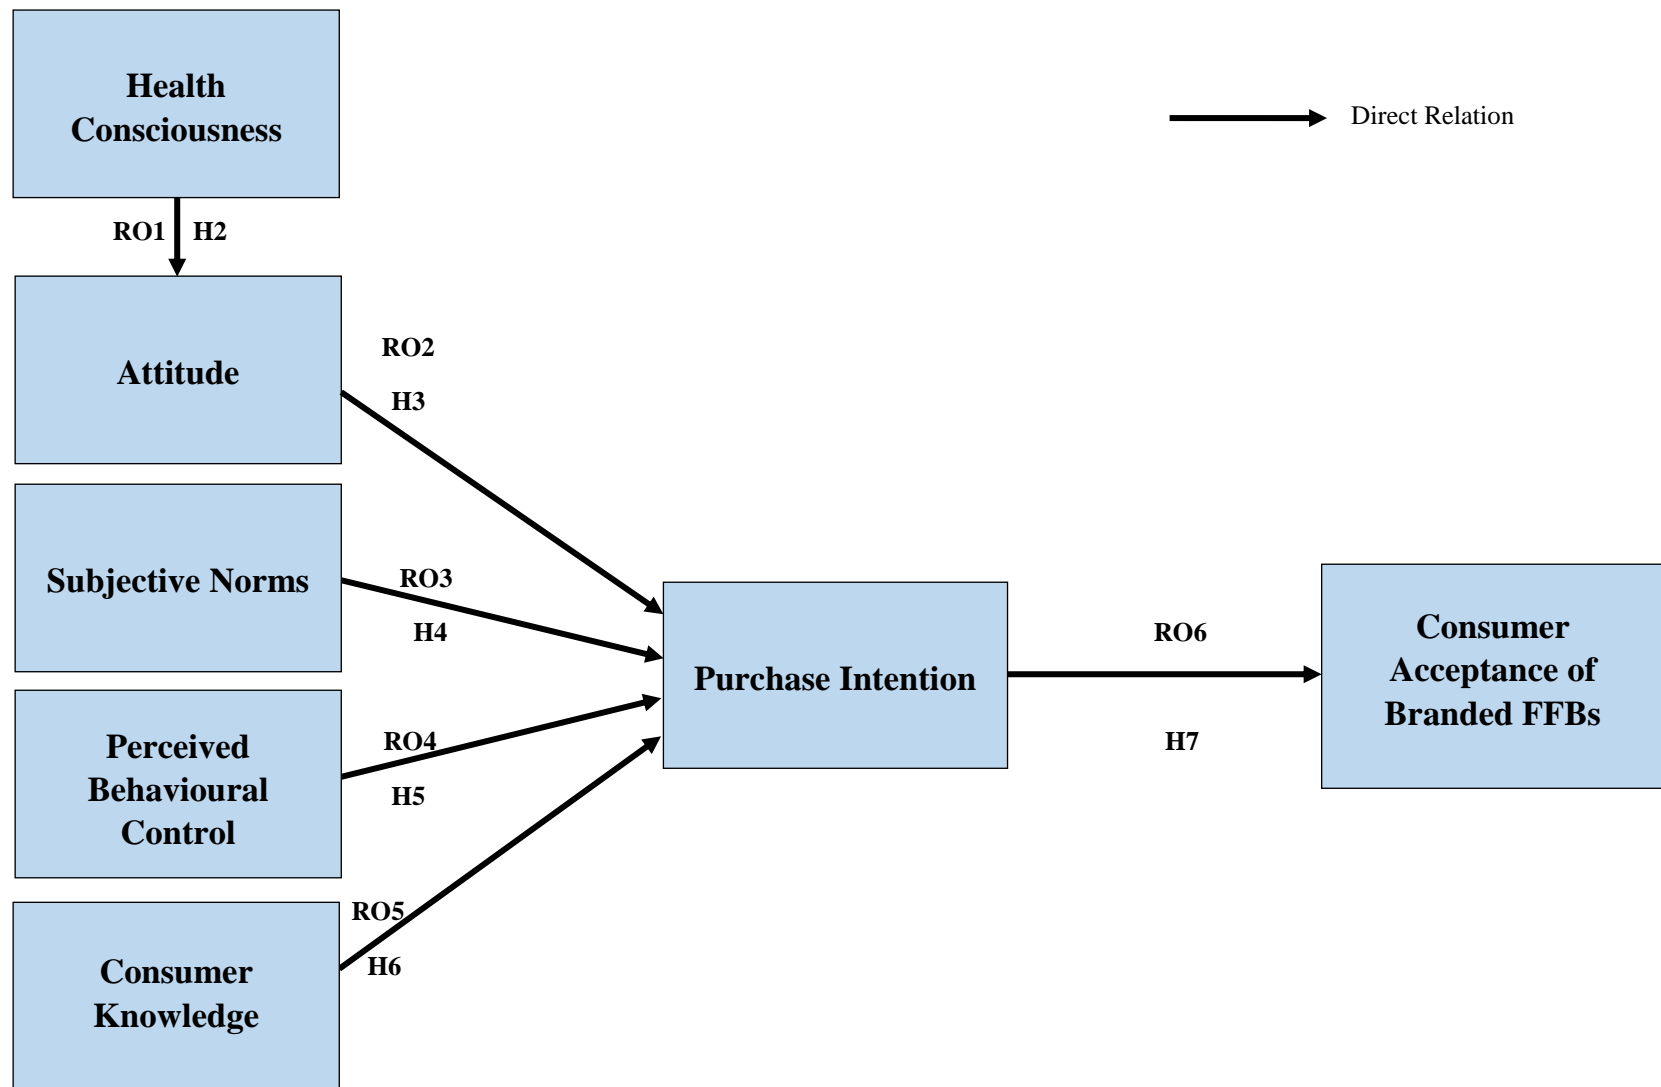 Health
Consciousness
Direct Relation
RO1 H2
Attitude
RO2
H3
Subjective Norms
RO3
H4
Perceived
Behavioural
Control
RO4
H5
Consumer
Knowledge
RO5
H6
Purchase Intention
RO6
H7
Consumer
Acceptance of
Branded FFBs